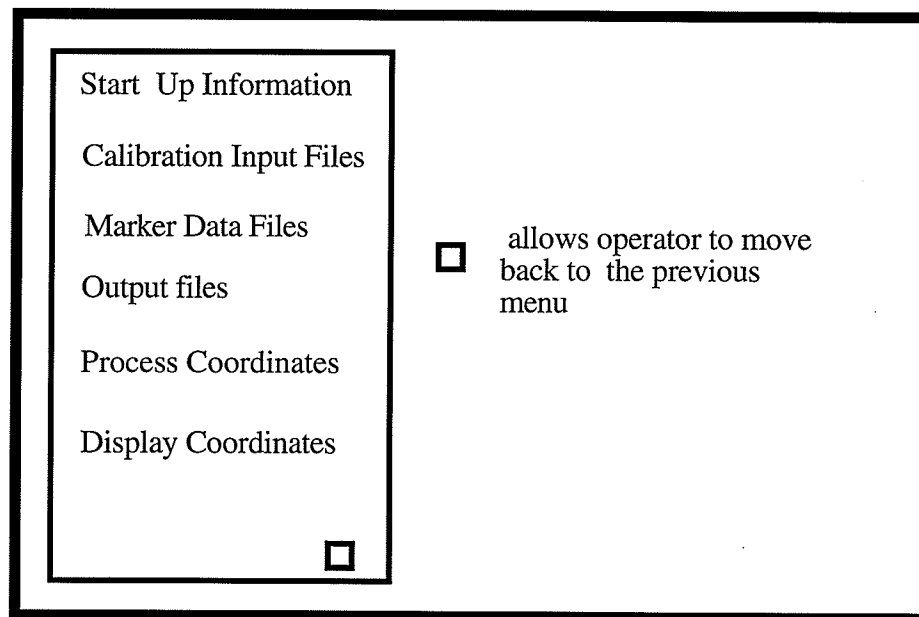 Start Up Information
Calibration Input Files
Marker Data Files
Output files
Process Coordinates
Display Coordinates
allows operator to move
back to the previous
menu